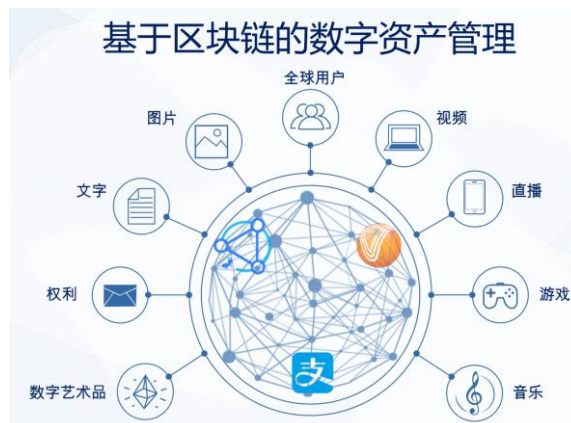 基于区块链的数字资产管理
全球用户
图片
视频
文字
直播
权利
游戏
支
数字艺术品
音乐